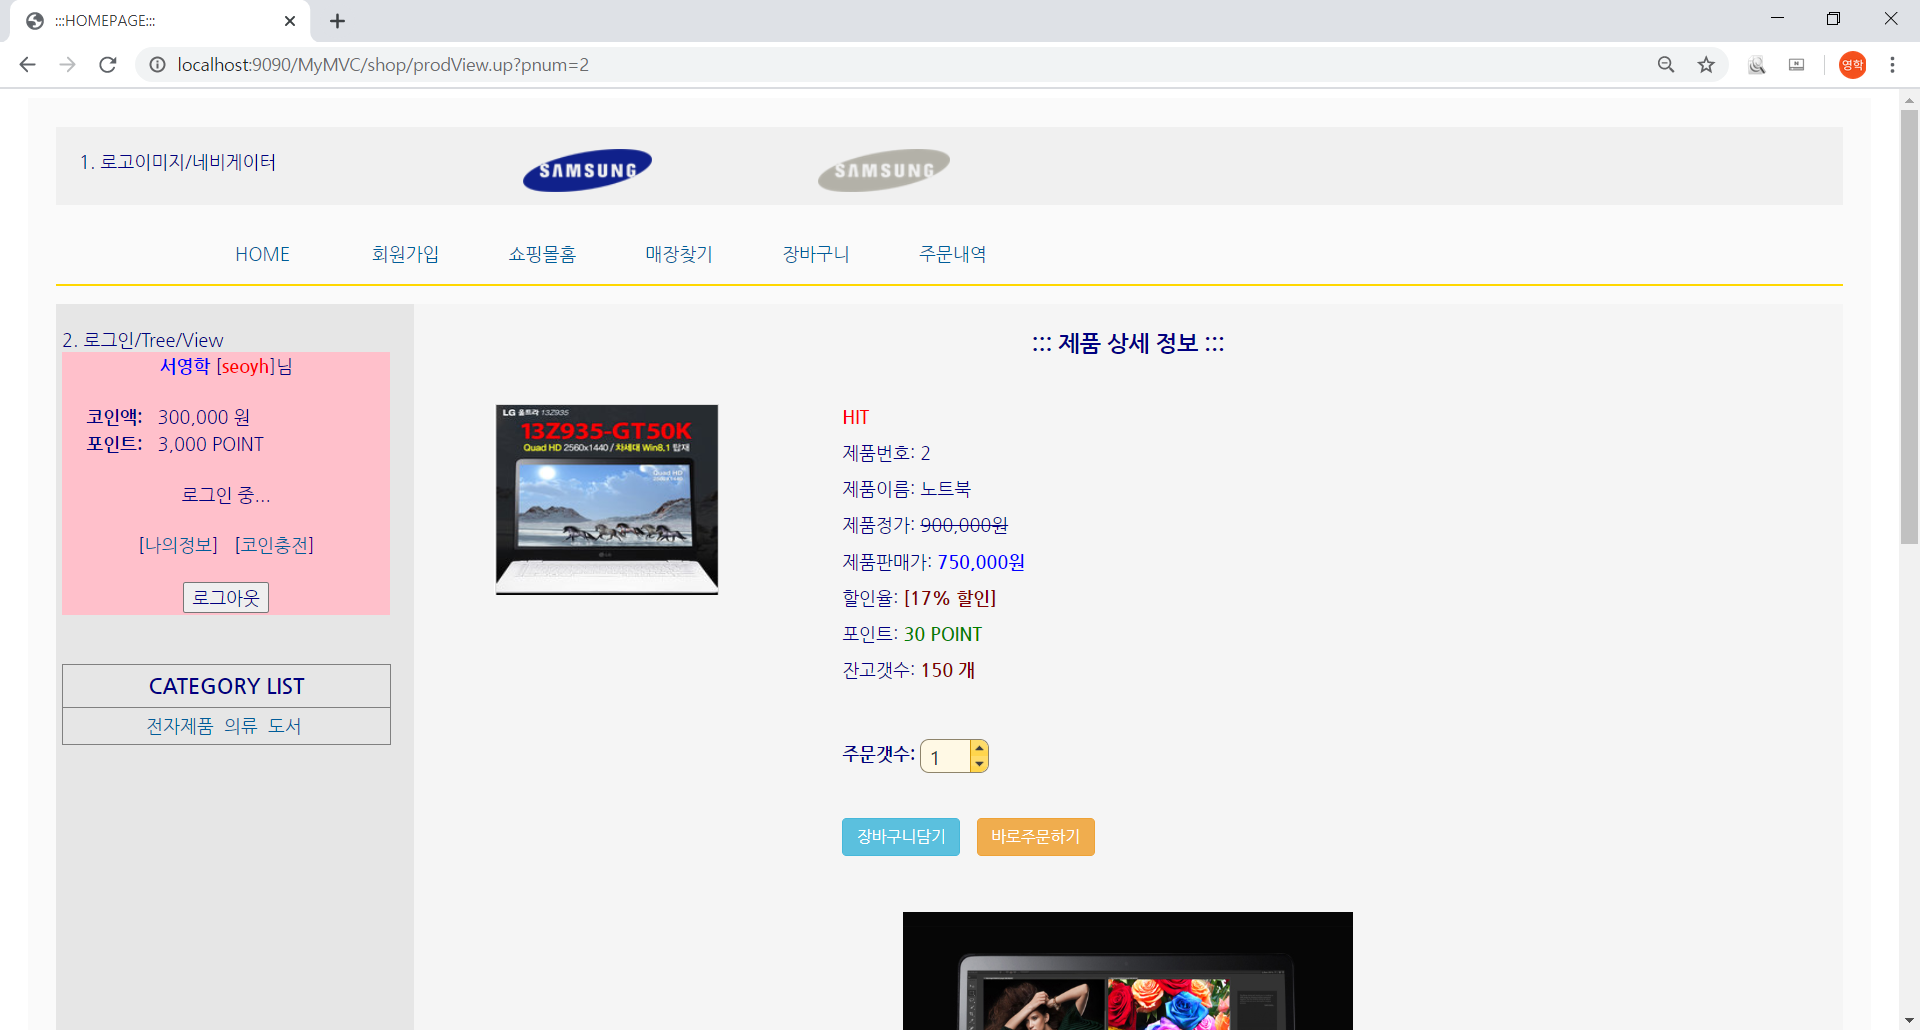 :::HOMEPAGE:::
localhost:9090/MyMVC/shop/prodView.up?pnum=2
영학
1. 로고이미지/네비게이터
SAMSUNG SAMSUNG
HOME 회원가입 쇼핑몰홈 매장찾기 장바구니 주문내역
2. 로그인/Tree/View
서영학 [seoyh]님
코인액: 300,000 원
포인트: 3,000 POINT
로그인 중...
[나의정보] [코인충전]
로그아웃
CATEGORY LIST
전자제품 의류 도서
::: 제품 상세 정보 :::
LG 울트라 13Z935
13Z935-GT50K
Quad HD 2560x1440 / 차세대 Win8.1 탑재
Quad HD
LG
HIT
제품번호: 2
제품이름: 노트북
제품정가: 900,000원
제품판매가: 750,000원
할인율: [17% 할인]
포인트: 30 POINT
잔고갯수: 150 개
주문갯수: 1
장바구니담기 바로주문하기